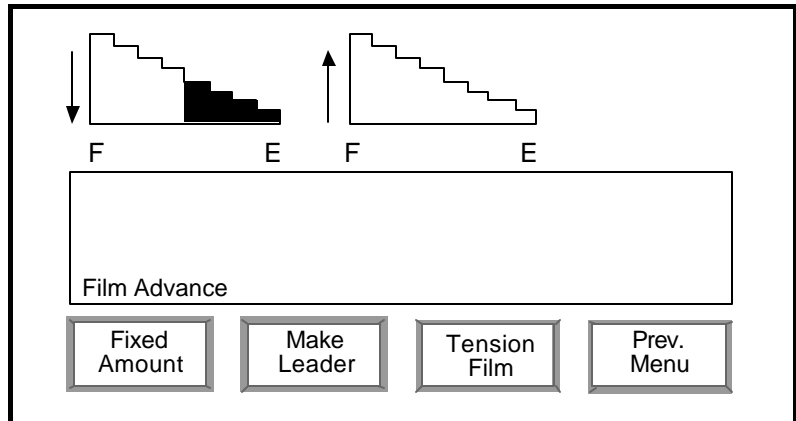 F E F E
Film Advance
Fixed
Amount
Make
Leader
Tension
Film
Prev.
Menu